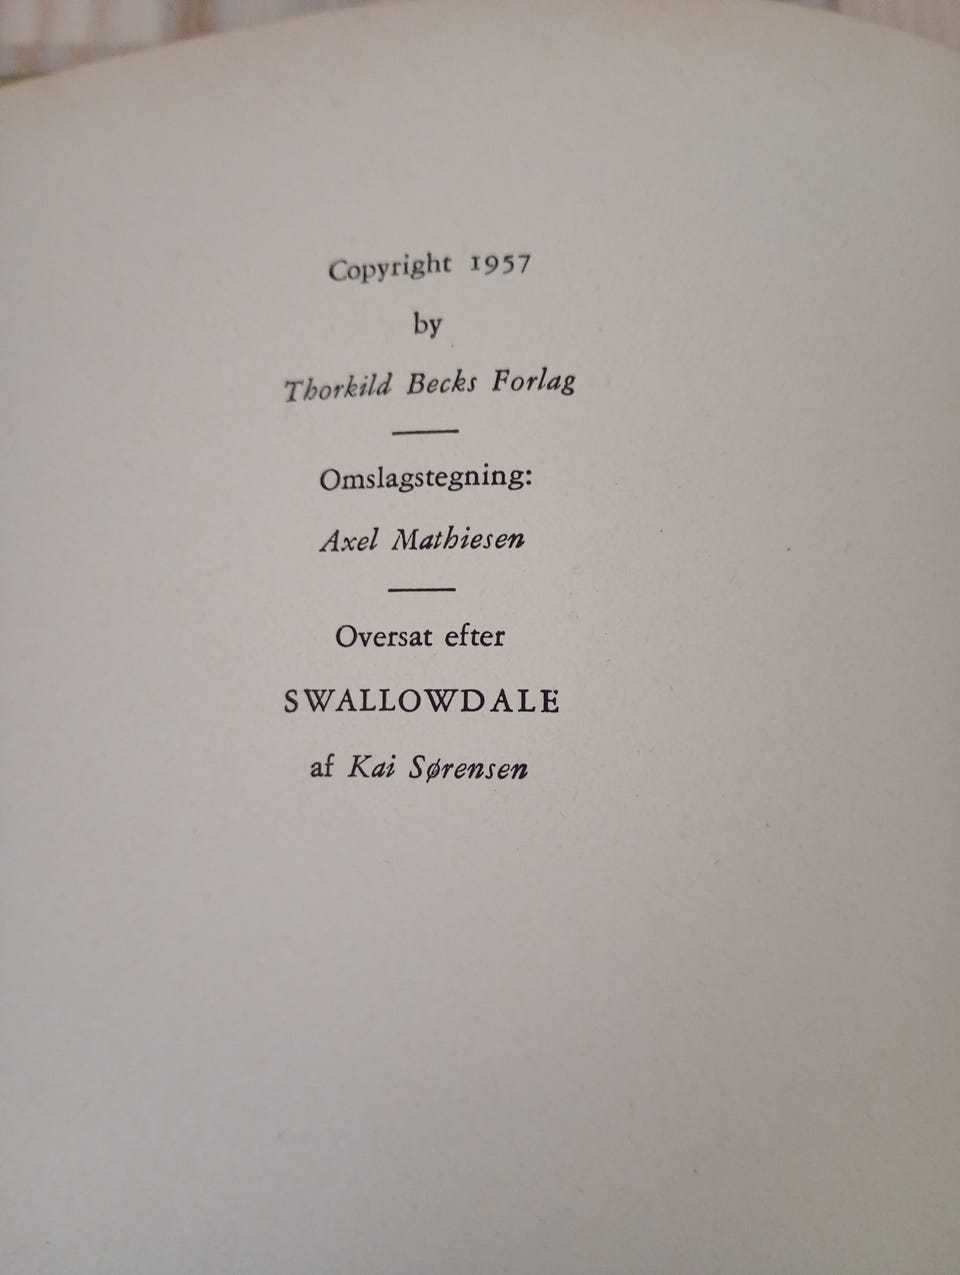 Copyright 1957
by
Thorkild Becks Forlag
Omslagstegning:
Axel Mathiesen
Oversat efter
SWALLOWDALE
af Kai Sørensen